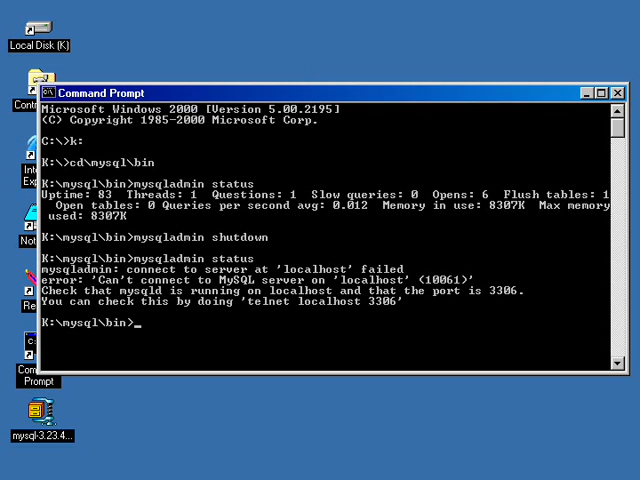 Local Disk (K)
Command Prompt
Microsoft Windows 2000 [Version 5.00.2195]
(C) Copyright 1985-2000 Microsoft Corp.
C:\>k:
K:\>cd\mysql\bin
K:\mysql\bin>mysqladmin status
Uptime: 83  Threads: 1  Questions: 1  Slow queries: 0  Opens: 6  Flush tables: 1
Open tables: 0 Queries per second avg: 0.012  Memory in use: 8307K  Max memory
used: 8307K
K:\mysql\bin>mysqladmin shutdown
K:\mysql\bin>mysqladmin status
mysqladmin: connect to server at 'localhost' failed
error: 'Can't connect to MySQL server on 'localhost' (10061)'
Check that mysqld is running on localhost and that the port is 3306.
You can check this by doing 'telnet localhost 3306'
K:\mysql\bin>_
Prompt
mysql-3.23.4...